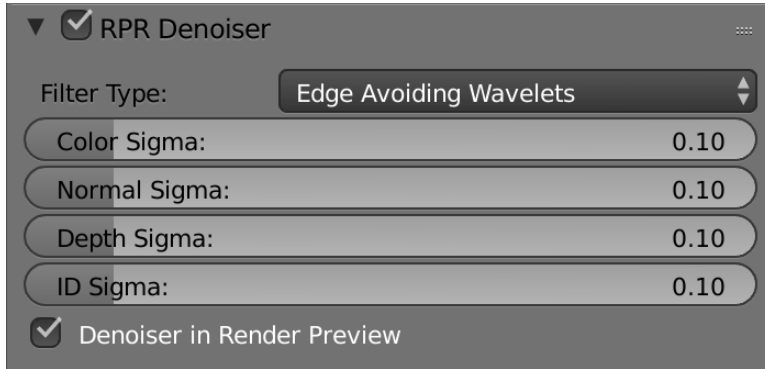 RPR Denoiser
Filter Type: Edge Avoiding Wavelets
Color Sigma: 0.10
Normal Sigma: 0.10
Depth Sigma: 0.10
ID Sigma: 0.10
Denoiser in Render Preview